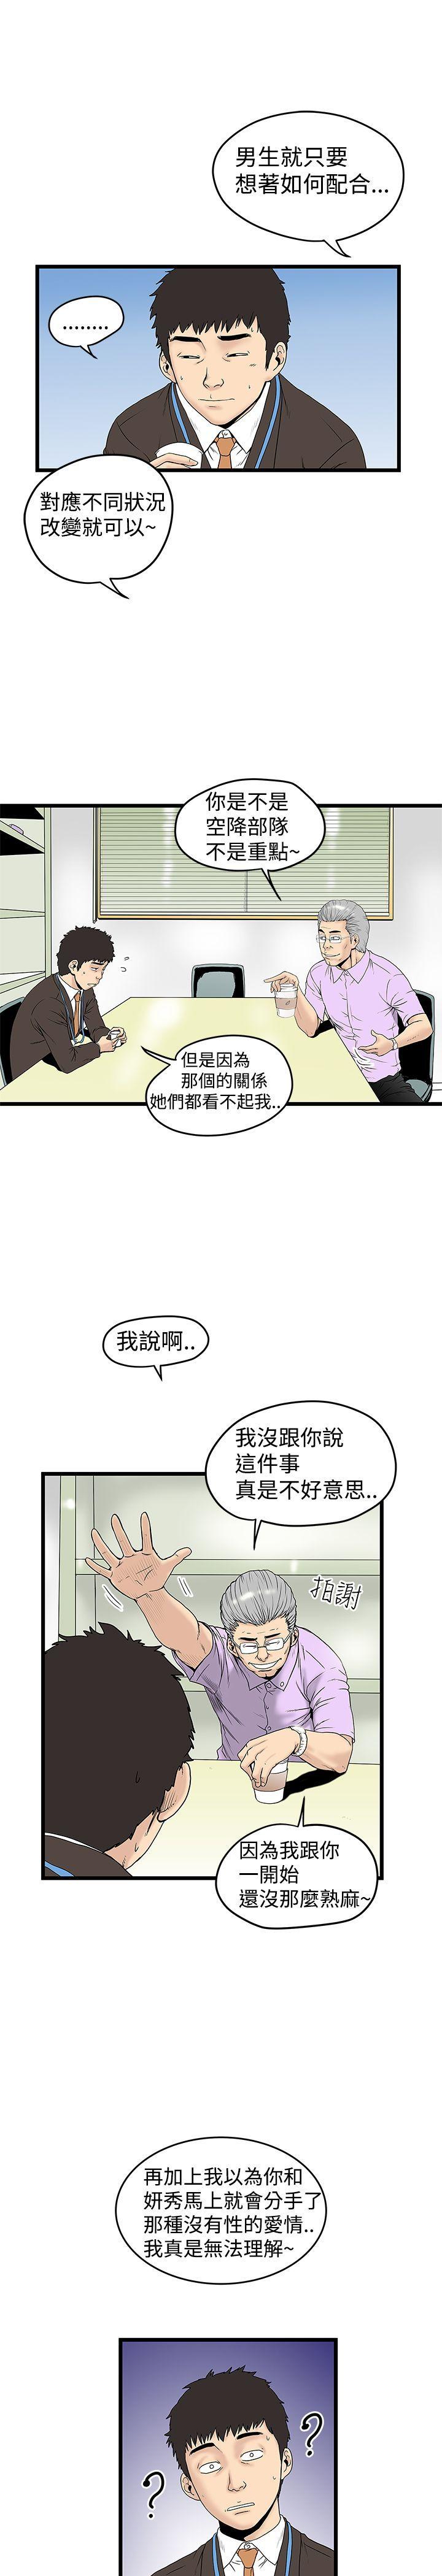 男生就只要
想著如何配合...
........
對應不同狀況
改變就可以~
你是不是
空降部隊
不是重點~
但是因為
那個的關係
她們都看不起我..
我說啊..
我沒跟你說
這件事
真是不好意思..
拍謝
因為我跟你
一開始
還沒那麼熟麻~
再加上我以為你和
妍秀馬上就會分手了
那種沒有性的愛情..
我真是無法理解~
?
?